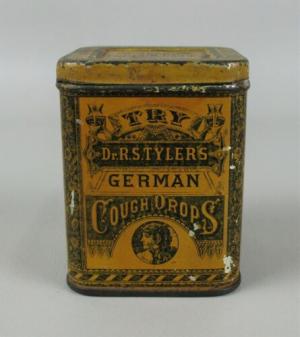 TRY
DR. R.S. TYLER'S
GERMAN
COUGH DROPS